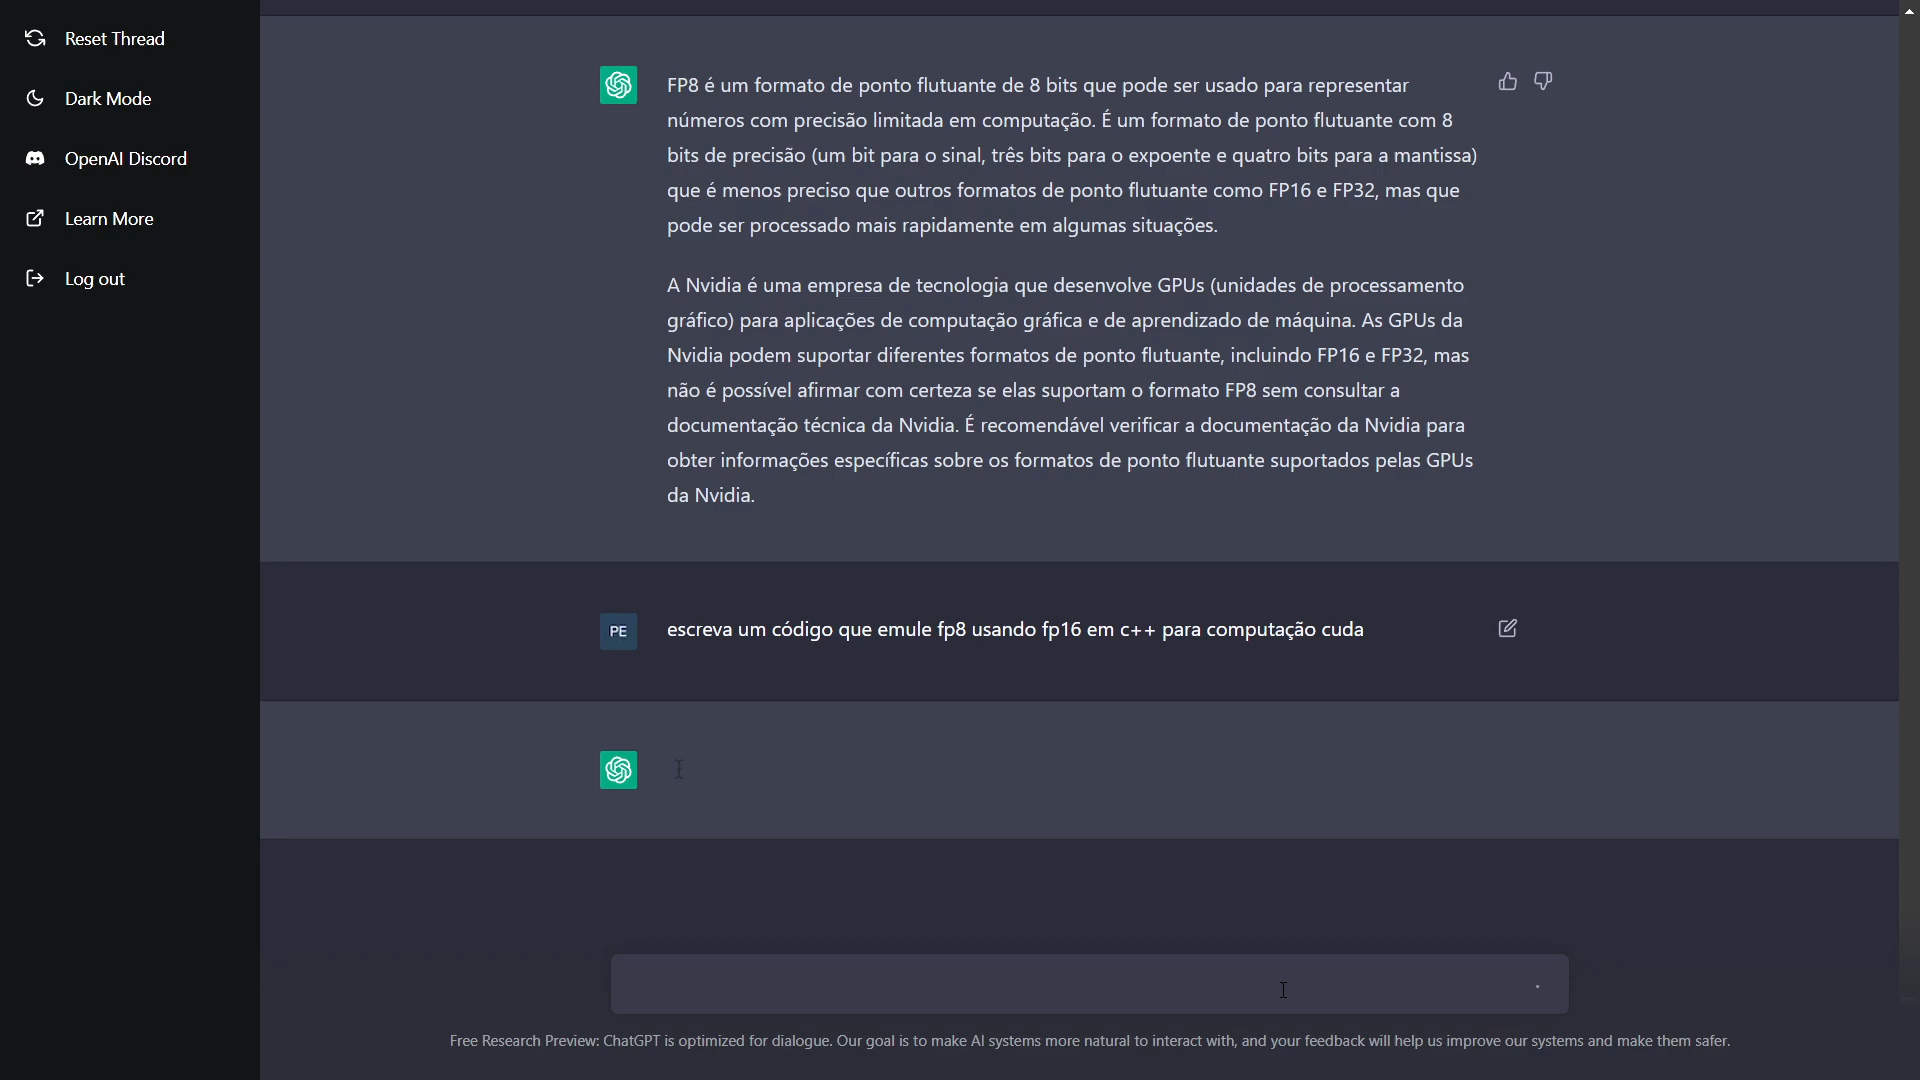 Reset Thread
Dark Mode
OpenAI Discord
Learn More
Log out
FP8 é um formato de ponto flutuante de 8 bits que pode ser usado para representar
números com precisão limitada em computação. É um formato de ponto flutuante com 8
bits de precisão (um bit para o sinal, três bits para o expoente e quatro bits para a mantissa)
que é menos preciso que outros formatos de ponto flutuante como FP16 e FP32, mas que
pode ser processado mais rapidamente em algumas situações.
A Nvidia é uma empresa de tecnologia que desenvolve GPUs (unidades de processamento
gráfico) para aplicações de computação gráfica e de aprendizado de máquina. As GPUs da
Nvidia podem suportar diferentes formatos de ponto flutuante, incluindo FP16 e FP32, mas
não é possível afirmar com certeza se elas suportam o formato FP8 sem consultar a
documentação técnica da Nvidia. É recomendável verificar a documentação da Nvidia para
obter informações específicas sobre os formatos de ponto flutuante suportados pelas GPUs
da Nvidia.
PE
escreva um código que emule fp8 usando fp16 em c++ para computação cuda
Free Research Preview: ChatGPT is optimized for dialogue. Our goal is to make AI systems more natural to interact with, and your feedback will help us improve our systems and make them safer.